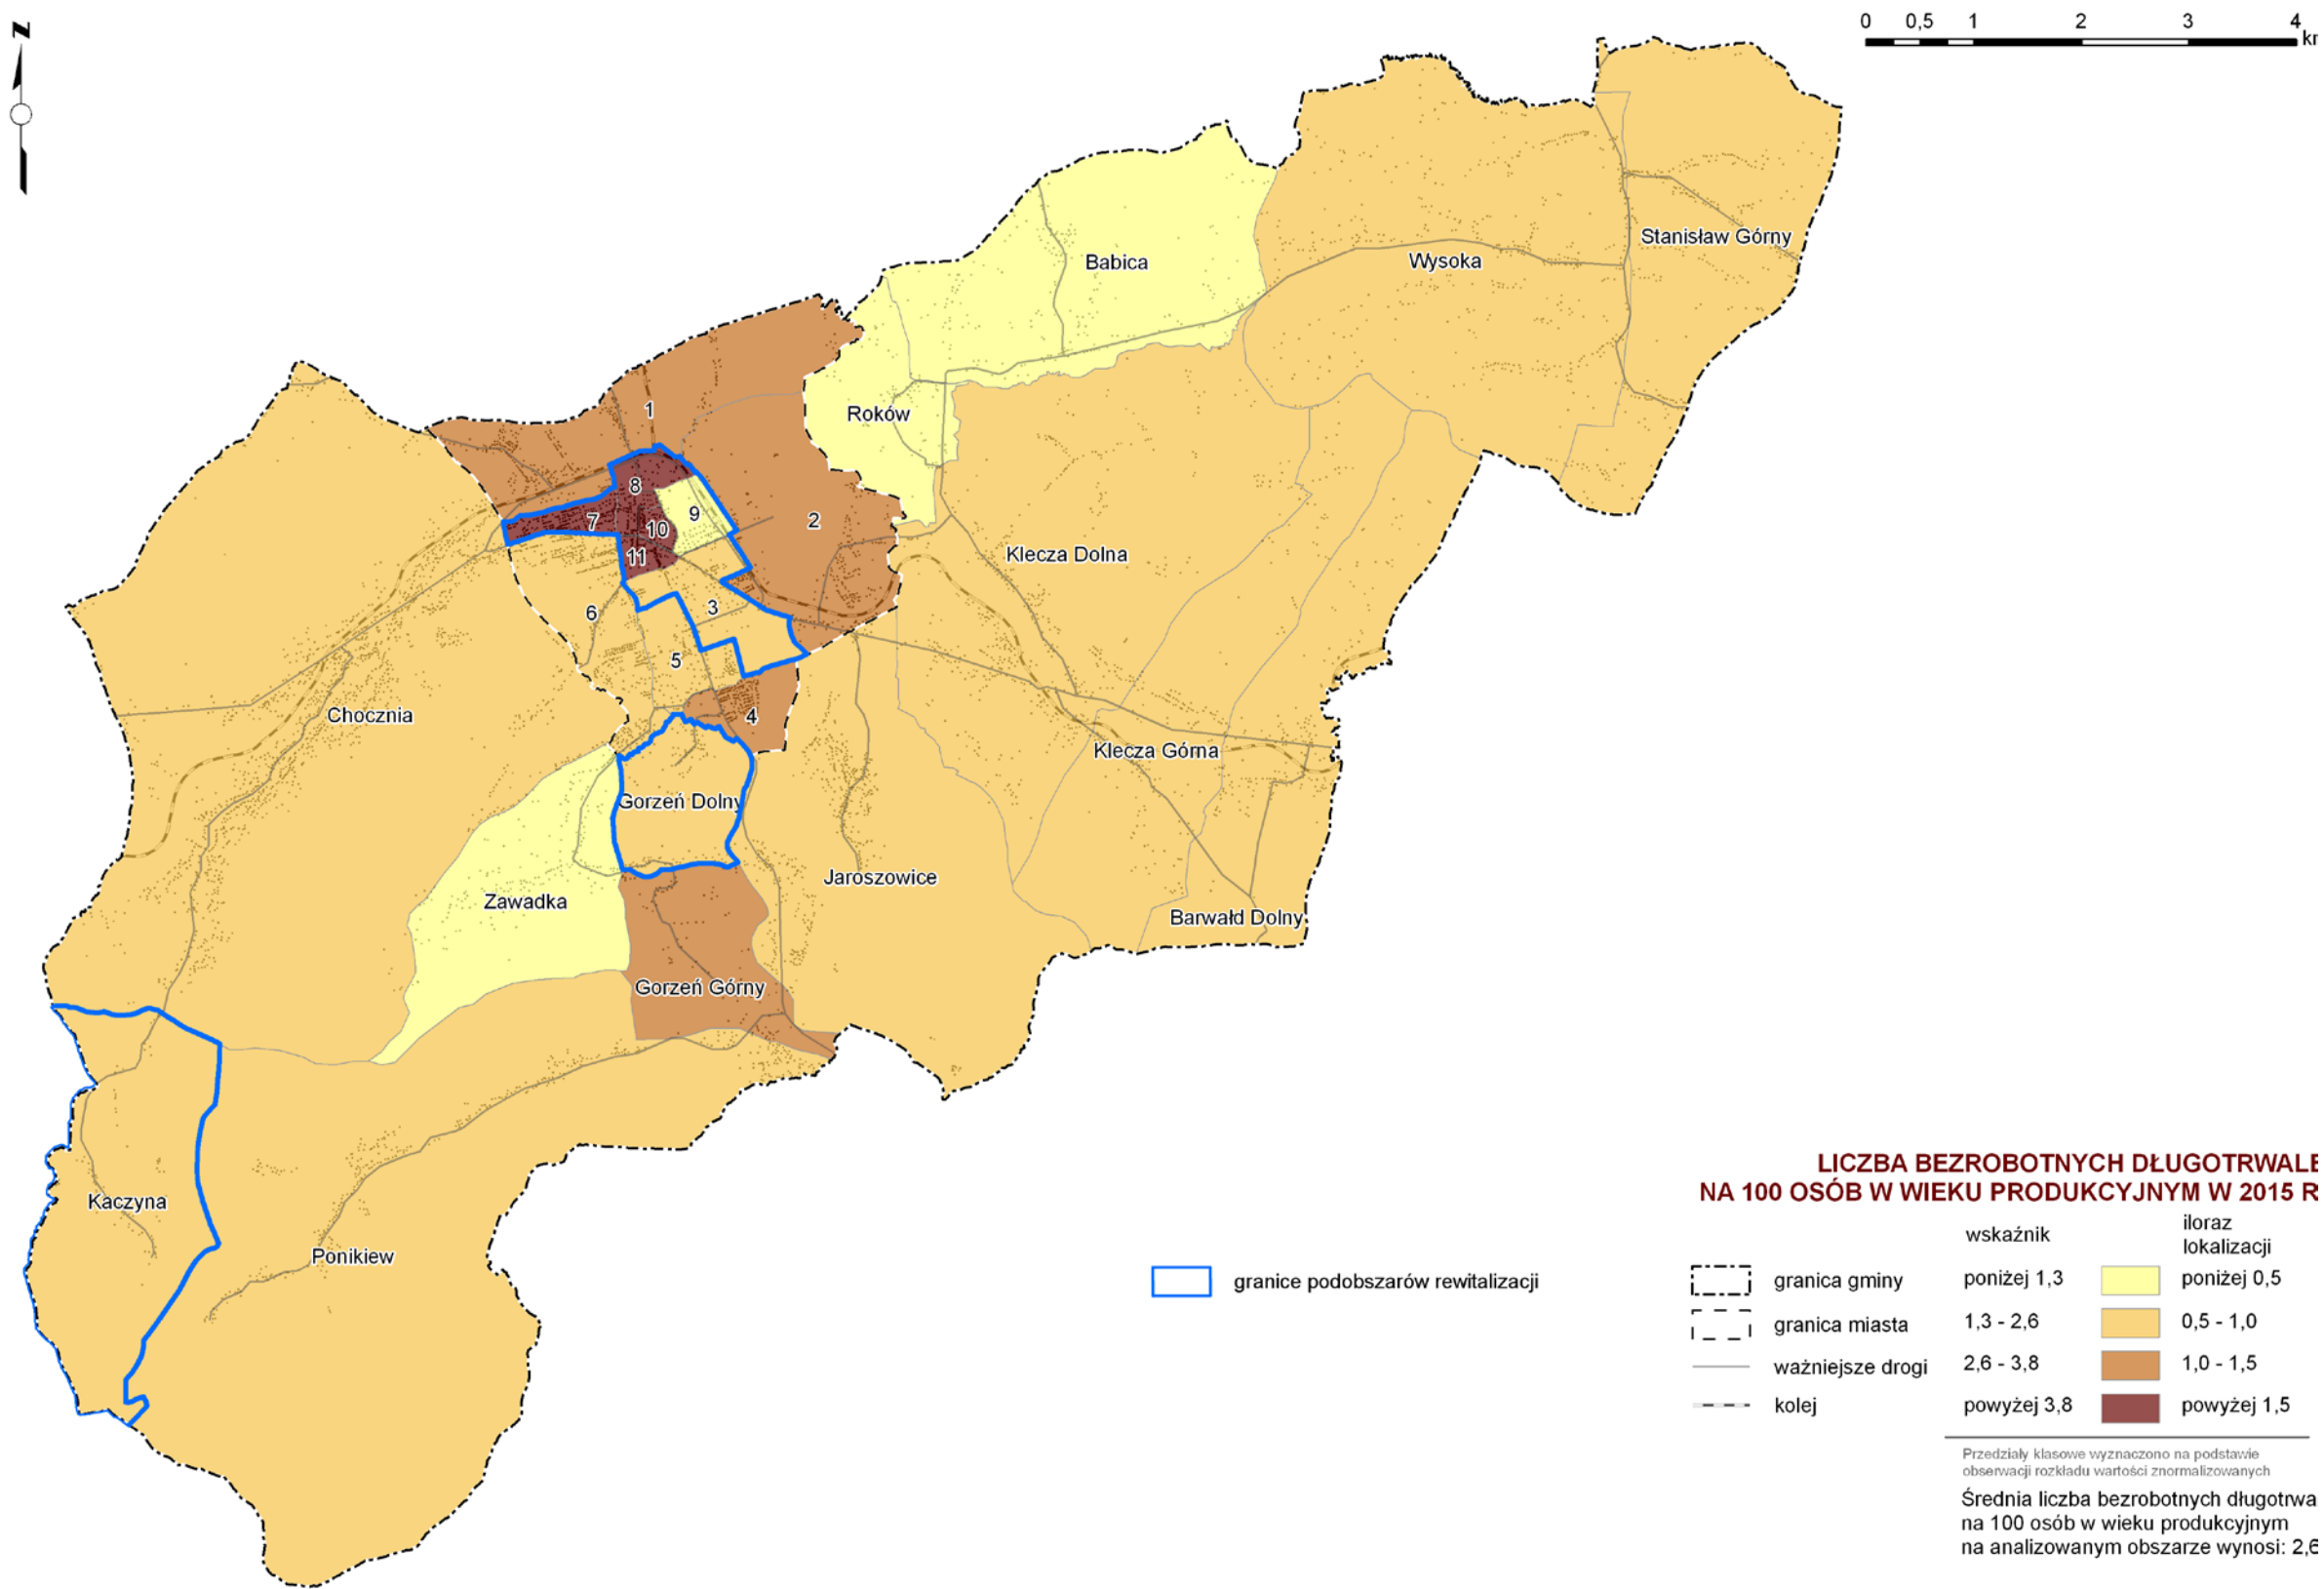 N
0 0,5 1 2 3 4
Stanisław Górny
Babica
Wysoka
1
Roków
8
9
7
10
2
11
Klecza Dolna
6
3
5
Chocznia
4
Klecza Górna
Gorzeń Dolny
Jaroszowice
Zawadka
Barwałd Dolny
Gorzeń Górny
Kaczyna
Ponikiew
granice podobszarów rewitalizacji
LICZBA BEZROBOTNYCH DŁUGOTRWALE
NA 100 OSÓB W WIEKU PRODUKCYJNYM W 2015 R
wskaźnik
iloraz
lokalizacji
granica gminy
poniżej 1,3
poniżej 0,5
granica miasta
1,3 - 2,6
0,5 - 1,0
ważniejsze drogi
2,6 - 3,8
1,0 - 1,5
kolej
powyżej 3,8
powyżej 1,5
Przedziały klasowe wyznaczono na podstawie
obserwacji rozkładu wartości znormalizowanych
Średnia liczba bezrobotnych długotrwa
na 100 osób w wieku produkcyjnym
na analizowanym obszarze wynosi: 2,6